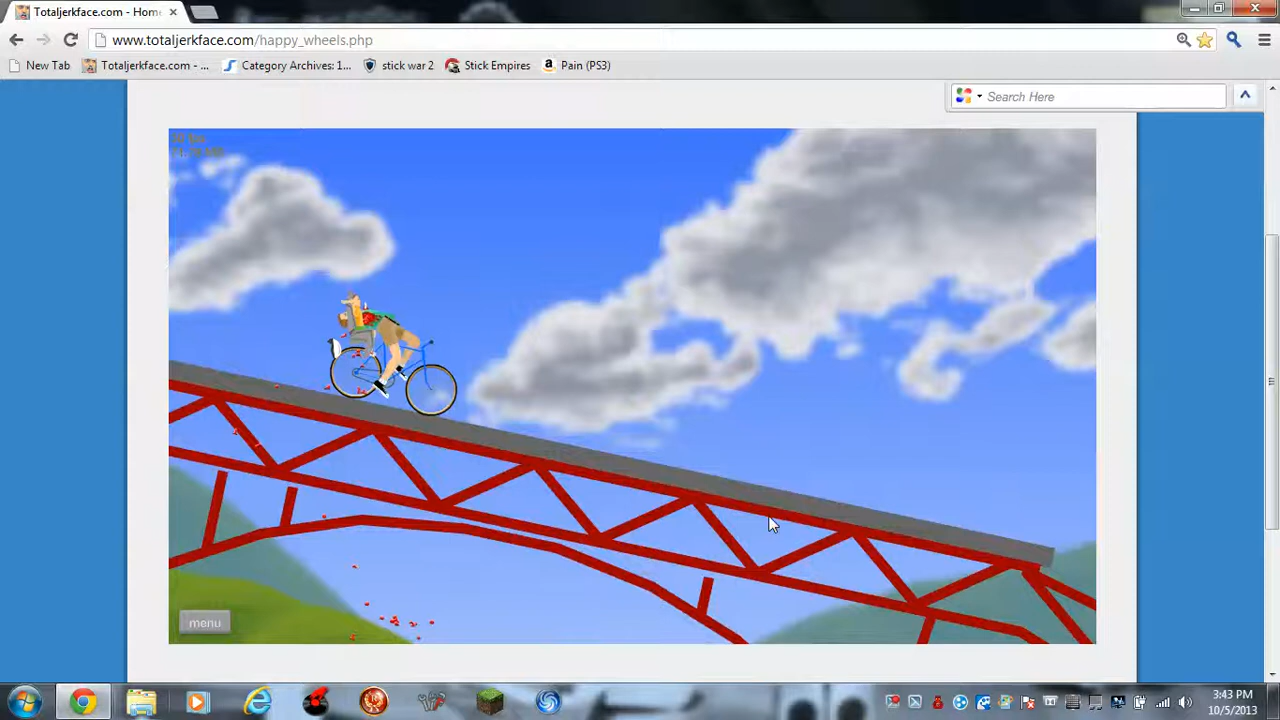 Totaljerkface.com - Hom
www.totaljerkface.com/happy_wheels.php
New Tab
Totaljerkface.com - ...
Category Archives: 1...
stick war 2
Stick Empires
Pain (PS3)
Search Here
menu
3:43 PM
10/5/2013